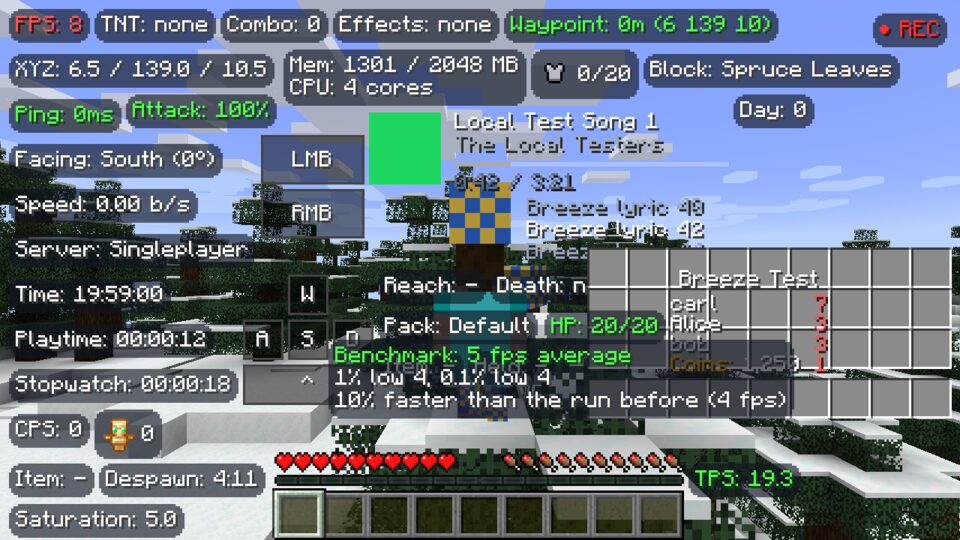 FPS: 8 TNT: none Combo: 0 Effects: none Waypoint: 0m (6 139 10) REC
XYZ: 6.5 / 139.0 / 10.5
Mem: 1301 / 2048 MB
CPU: 4 cores
0/20
Block: Spruce Leaves
Ping: 0ms
Attack: 100%
Day: 0
Local Test Song 1
The Local Testers
/ 3:21
Facing: South (0°)
LMB
Speed: 0.00 b/s
RMB
Breeze lyric 42
Server: Singleplayer
Time: 19:59:00
W
Reach: -
Death: n
Breeze Test
carl 7
Alice 3
bob 3
Coins: 1,250 1
Playtime: 00:00:12
A S D
Pack: Default
HP: 20/20
Benchmark: 5 fps average
1% low 4, 0.1% low 4
10% faster than the run before (4 fps)
Stopwatch: 00:00:18
^
CPS: 0
0
Item: -
Despawn: 4:11
TPS: 19.3
Saturation: 5.0